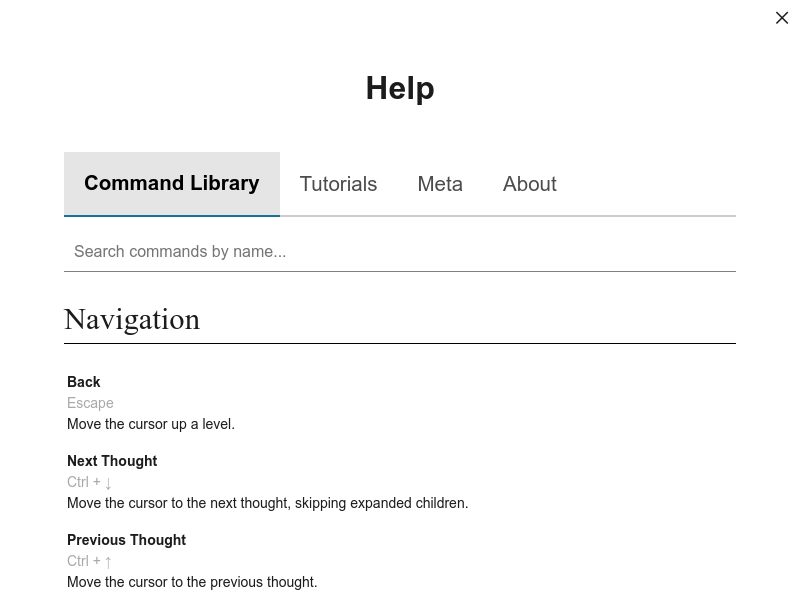 Help
Command Library Tutorials Meta About
Search commands by name...
Navigation
Back
Escape
Move the cursor up a level.
Next Thought
Ctrl + ↓
Move the cursor to the next thought, skipping expanded children.
Previous Thought
Ctrl + ↑
Move the cursor to the previous thought.